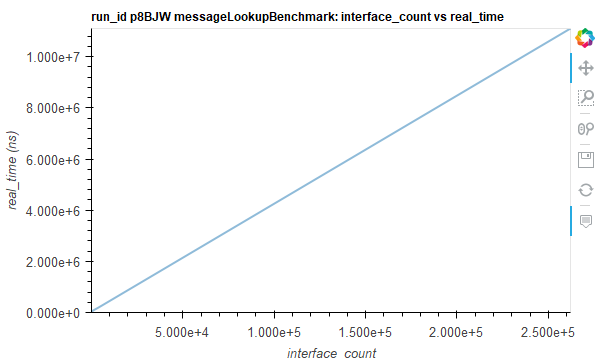 run_id p8BJW messageLookupBenchmark: interface_count vs real_time
1.000e+7
8.000e+6
6.000e+6
4.000e+6
2.000e+6
0.000e+0
real_time (ns)
5.000e+4
1.000e+5
1.500e+5
2.000e+5
2.500e+5
interface_count